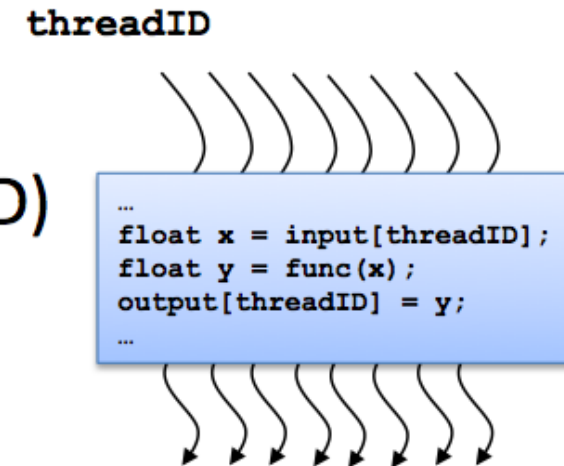 threadID
D)
…
float x = input[threadID];
float y = func(x);
output[threadID] = y;
…